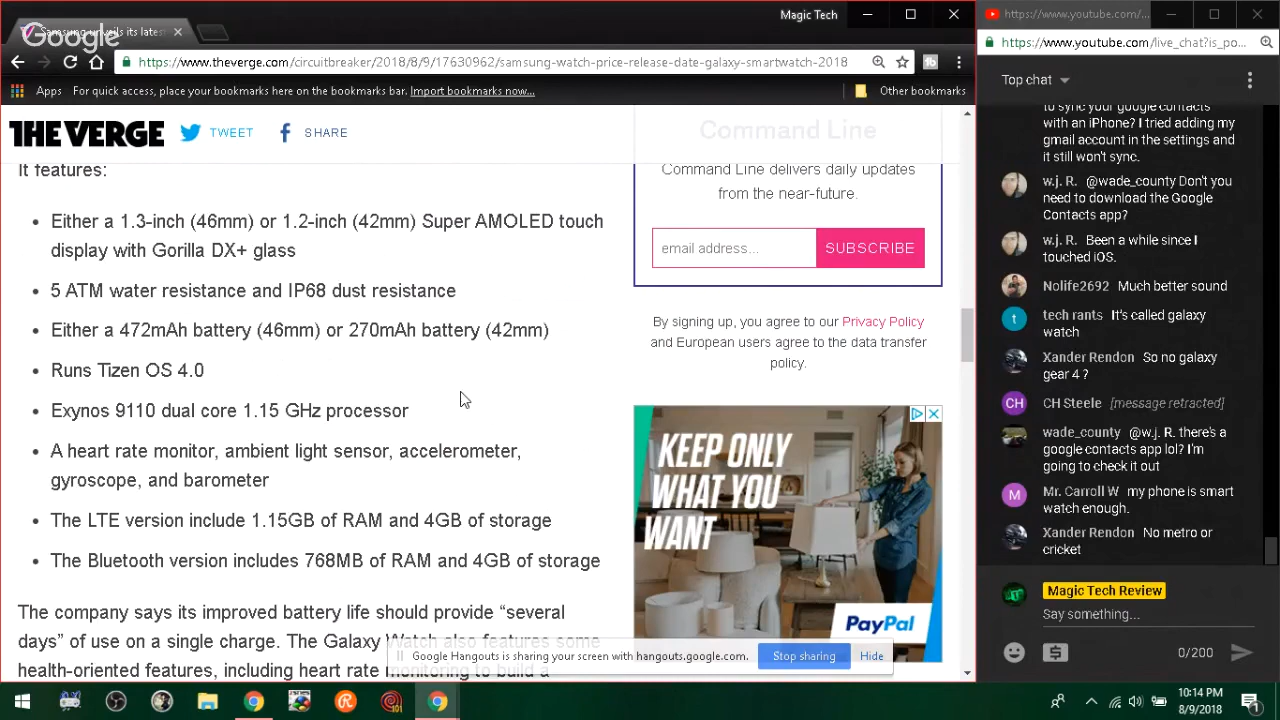 Magic Tech
Samsung unveils its lates
Google
https://www.theverge.com/circuitbreaker/2018/8/9/17630962/samsung-watch-price-release-date-galaxy-smartwatch-2018
Apps For quick access, place your bookmarks here on the bookmarks bar. Import bookmarks now... Other bookmarks
THE VERGE TWEET SHARE
It features:
Either a 1.3-inch (46mm) or 1.2-inch (42mm) Super AMOLED touch
display with Gorilla DX+ glass
5 ATM water resistance and IP68 dust resistance
Either a 472mAh battery (46mm) or 270mAh battery (42mm)
Runs Tizen OS 4.0
Exynos 9110 dual core 1.15 GHz processor
A heart rate monitor, ambient light sensor, accelerometer,
gyroscope, and barometer
The LTE version include 1.15GB of RAM and 4GB of storage
The Bluetooth version includes 768MB of RAM and 4GB of storage
The company says its improved battery life should provide “several
days” of use on a single charge. The Galaxy Watch also features some
health-oriented features, including heart rate monitoring to build a
Command Line
Command Line delivers daily updates
from the near-future.
email address... SUBSCRIBE
By signing up, you agree to our Privacy Policy
and European users agree to the data transfer
policy.
KEEP ONLY
WHAT YOU
WANT
PayPal
Google Hangouts is sharing your screen with hangouts.google.com. Stop sharing Hide
https://www.youtube.com/...
https://www.youtube.com/live_chat?is_po...
Top chat
to sync your google contacts
with an iPhone? I tried adding my
gmail account in the settings and
it still won't sync.
w.j. R. @wade_county Don't you
need to download the Google
Contacts app?
w.j. R. Been a while since I
touched iOS.
Nolife2692 Much better sound
t
tech rants It's called galaxy
watch
Xander Rendon So no galaxy
gear 4 ?
CH
CH Steele [message retracted]
wade_county @w.j. R. there's a
google contacts app lol? I'm
going to check it out
M
Mr. Carroll W my phone is smart
watch enough.
Xander Rendon No metro or
cricket
Magic Tech Review
Say something...
0/200
101
10:14 PM
8/9/2018
1